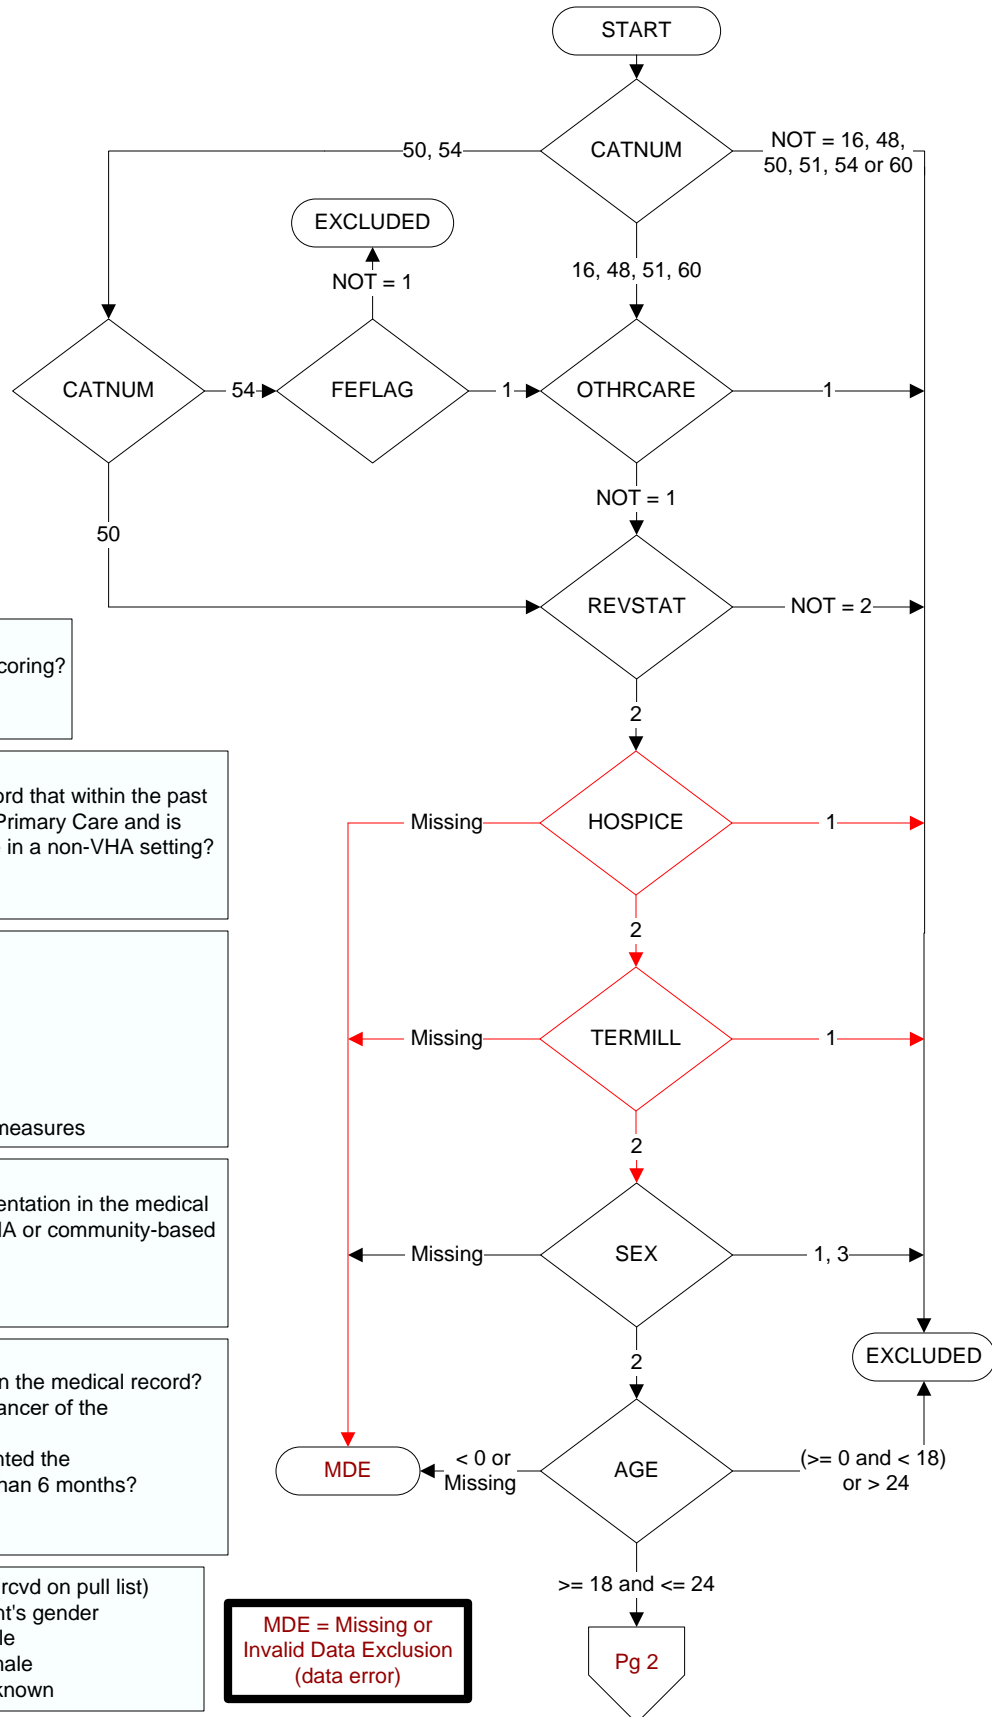 START
CATNUM
50, 54
NOT = 16, 48,
50, 51, 54 or 60
EXCLUDED
NOT = 1
16, 48, 51, 60
CATNUM
54
FEFLAG
1
OTHRCARE
1
NOT = 1
50
REVSTAT
NOT = 2
2
coring?
ord that within the past
Primary Care and is
in a non-VHA setting?
Missing
HOSPICE
1
2
Missing
TERMILL
1
measures
2
entation in the medical
HA or community-based
Missing
SEX
1, 3
2
EXCLUDED
n the medical record?
ancer of the
nted the
han 6 months?
MDE
< 0 or
Missing
AGE
(>= 0 and < 18)
or > 24
>= 18 and <= 24
rcvd on pull list)
nt's gender
le
nale
known
MDE = Missing or
Invalid Data Exclusion
(data error)
Pg 2